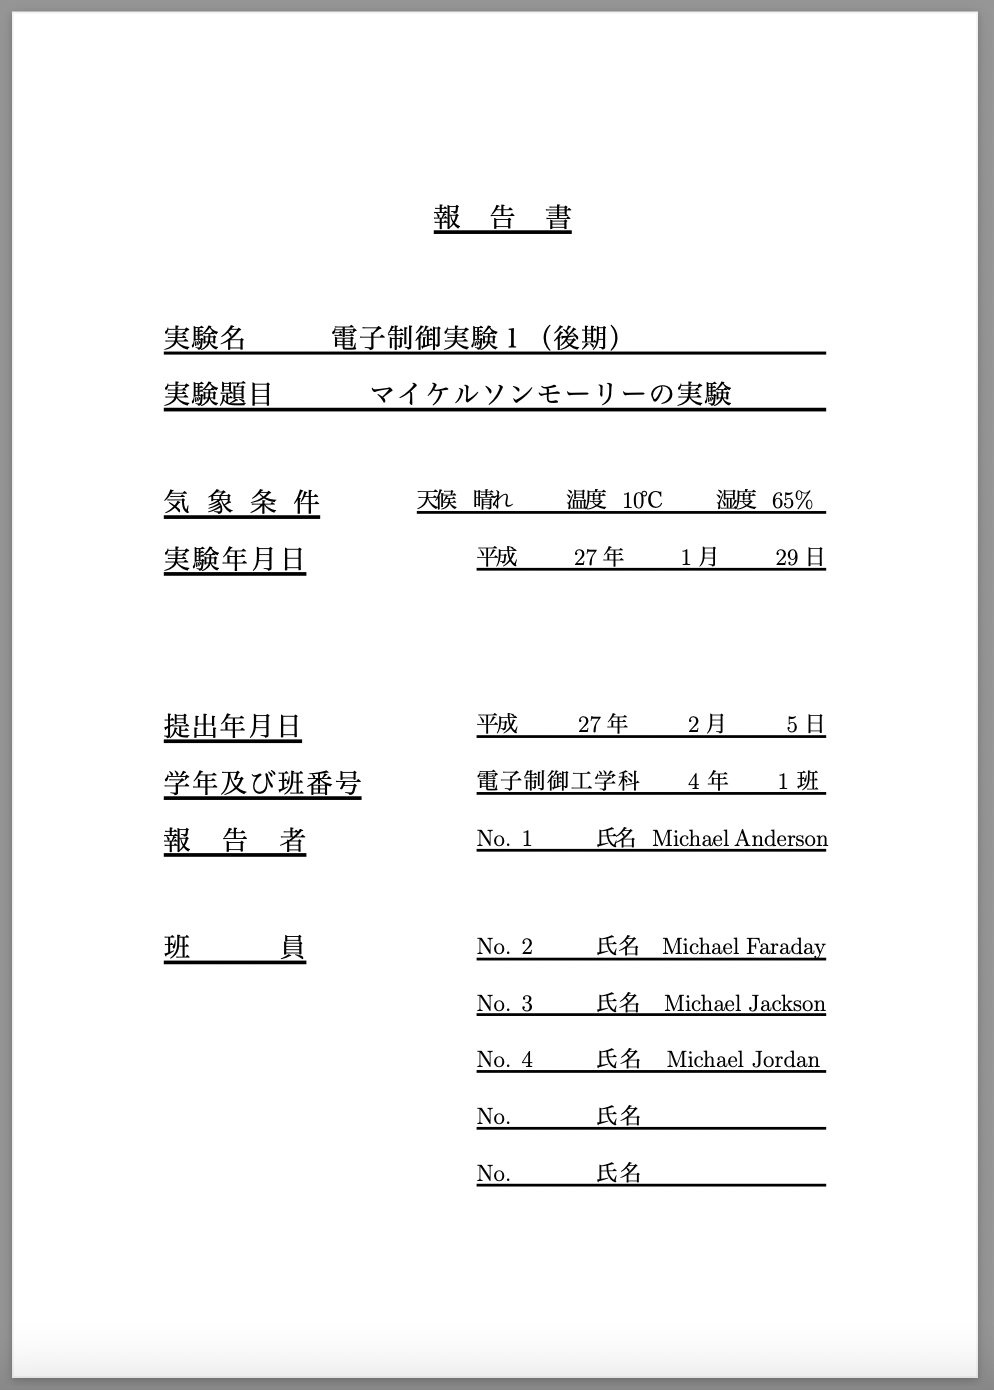 報 告 書
実験名 電子制御実験1（後期）
実験題目 マイケルソンモーリーの実験
気 象 条 件 天候 晴れ 温度 10℃ 湿度 65%
実験年月日 平成 27 年 1 月 29 日
提出年月日 平成 27 年 2 月 5 日
学年及び班番号 電子制御工学科 4 年 1 班
報 告 者 No. 1 氏名 Michael Anderson
班 員 No. 2 氏名 Michael Faraday
No. 3 氏名 Michael Jackson
No. 4 氏名 Michael Jordan
No. 氏名
No. 氏名